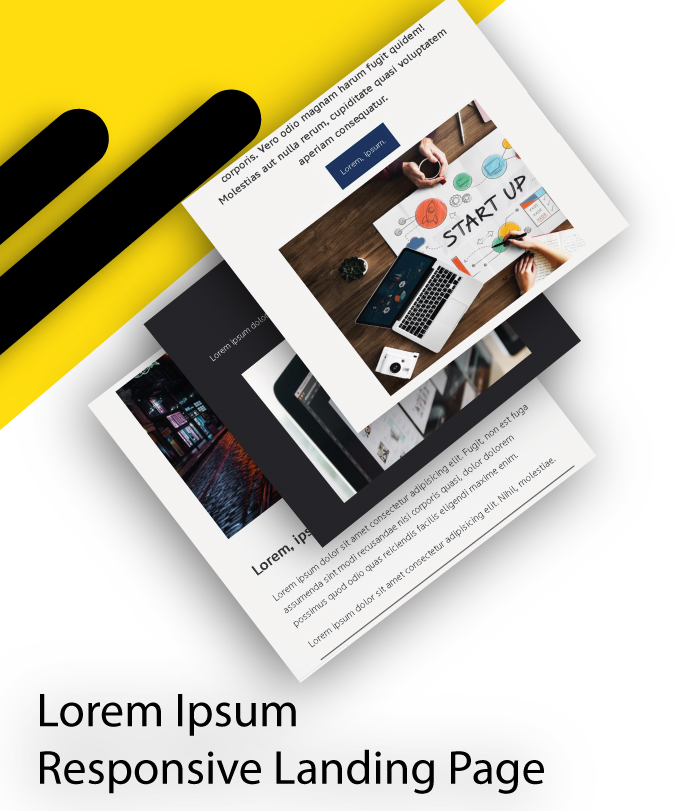 corporis. Vero odio magnam harum fugit quidem!
Molestias aut nulla rerum, cupiditate quasi voluptatem
aperiam consequatur.
Lorem, ipsum.
START UP
Lorem ipsum dolor
Lorem, ips
Lorem ipsum dolor sit amet consectetur adipisicing elit. Fugit, non est fuga
assumenda sint modi recusandae nisi corporis quasi, dolor dolorem
possimus quod odio quas reiciendis facilis eligendi maxime enim.
Lorem ipsum dolor sit amet consectetur adipisicing elit. Nihil, molestiae.
Lorem Ipsum
Responsive Landing Page